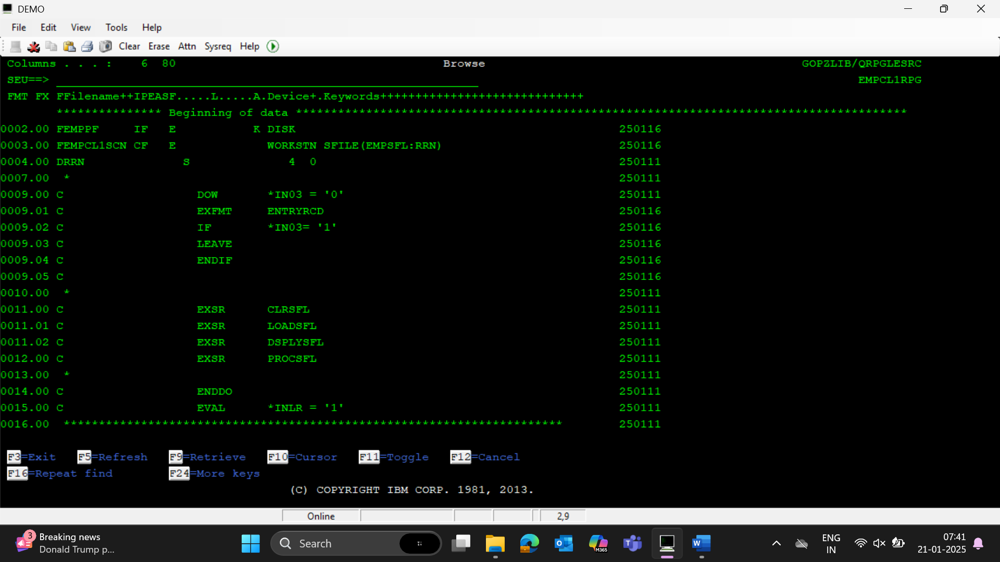 DEMO
File Edit View Tools Help
Clear Erase Attn Sysreq Help
Columns . . . :    6  80                                      Browse                                             GOPZLIB/QRPGLESRC
SEU==>                                                                                                            EMPCL1RPG
FMT FX FFilename++IPEASF.....L.....A.Device+.Keywords+++++++++++++++++++++++++++++
*************** Beginning of data ***************************************************************************************
0002.00 FEMPPF     IF   E           K DISK                                              250116
0003.00 FEMPCL1SCN CF   E             WORKSTN SFILE(EMPSFL:RRN)                         250116
0004.00 DRRN              S              4  0                                           250111
0007.00  *                                                                              250111
0009.00 C                   DOW       *IN03 = '0'                                       250111
0009.01 C                   EXFMT     ENTRYRCD                                          250116
0009.02 C                   IF        *IN03= '1'                                        250116
0009.03 C                   LEAVE                                                       250116
0009.04 C                   ENDIF                                                       250116
0009.05 C                                                                               250116
0010.00  *                                                                              250111
0011.00 C                   EXSR      CLRSFL                                            250111
0011.01 C                   EXSR      LOADSFL                                           250111
0011.02 C                   EXSR      DSPLYSFL                                          250111
0012.00 C                   EXSR      PROCSFL                                           250111
0013.00  *                                                                              250111
0014.00 C                   ENDDO                                                       250111
0015.00 C                   EVAL      *INLR = '1'                                       250111
0016.00  ***********************************************************************        250111
F3=Exit   F5=Refresh   F9=Retrieve   F10=Cursor   F11=Toggle   F12=Cancel
F16=Repeat find        F24=More keys
(C) COPYRIGHT IBM CORP. 1981, 2013.
Online 2,9
3 Breaking news
Donald Trump p...
Search
M365
ENG
IN
07:41
21-01-2025